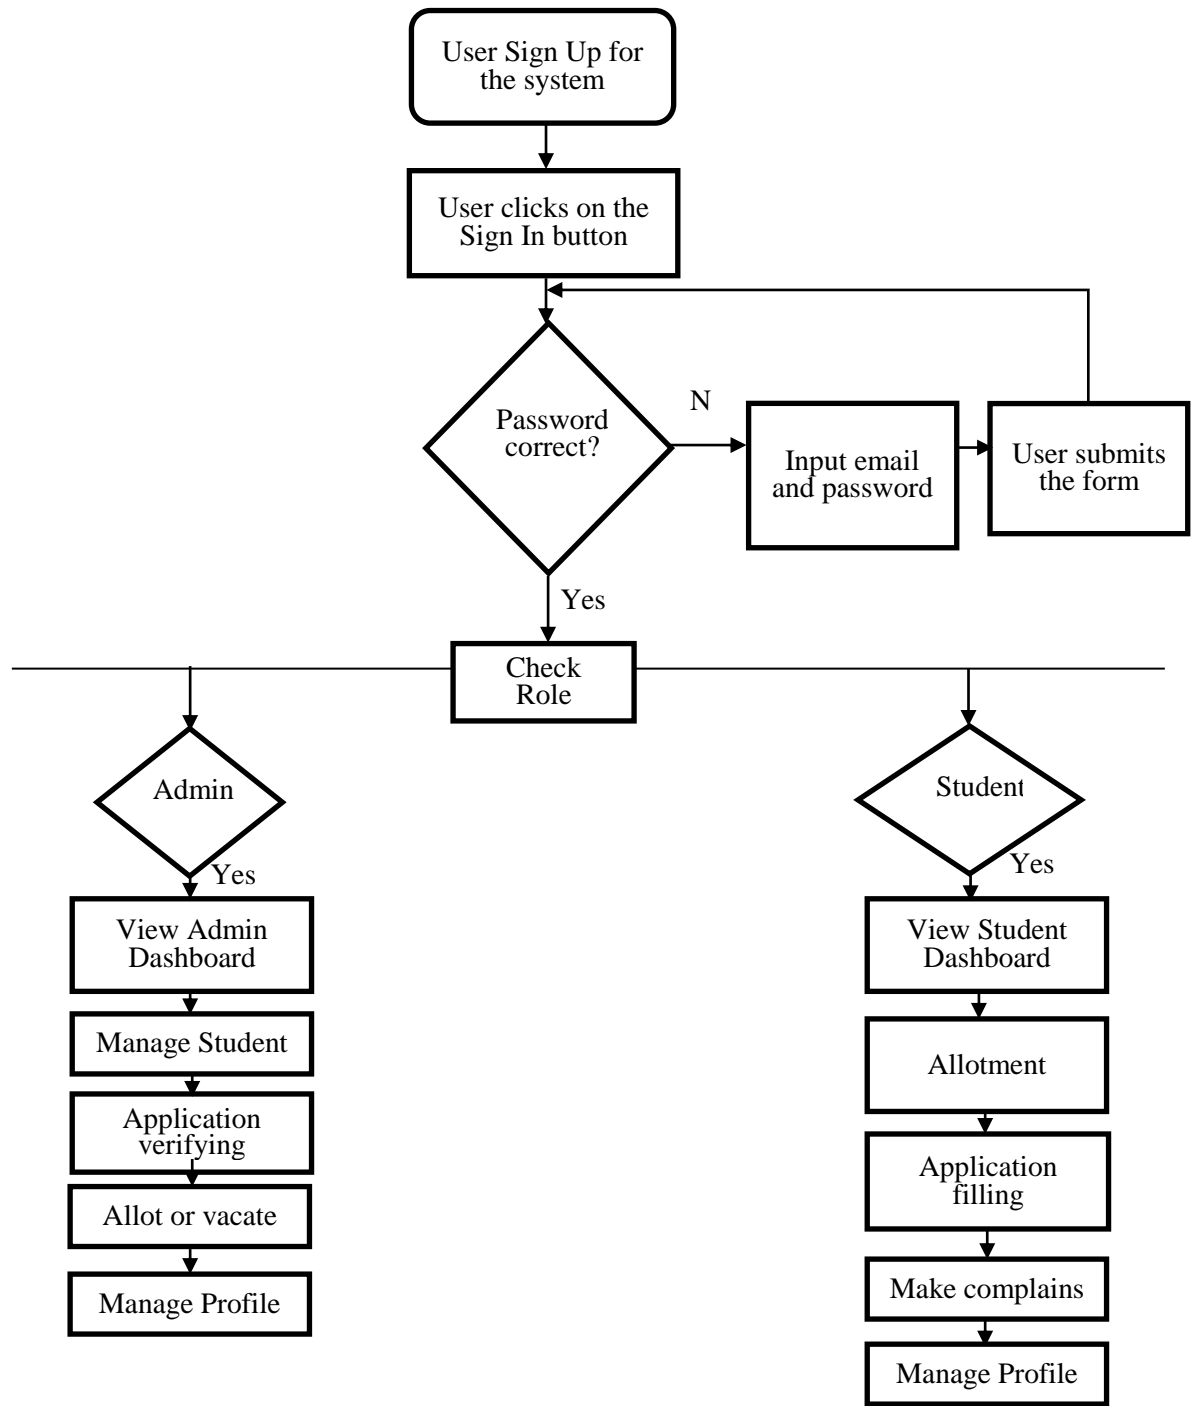 User Sign Up for
the system
User clicks on the
Sign In button
Password
correct?
N
Input email
and password
User submits
the form
Yes
Check
Role
Admin
Yes
View Admin
Dashboard
Manage Student
Application
verifying
Allot or vacate
Manage Profile
Student
Yes
View Student
Dashboard
Allotment
Application
filling
Make complains
Manage Profile